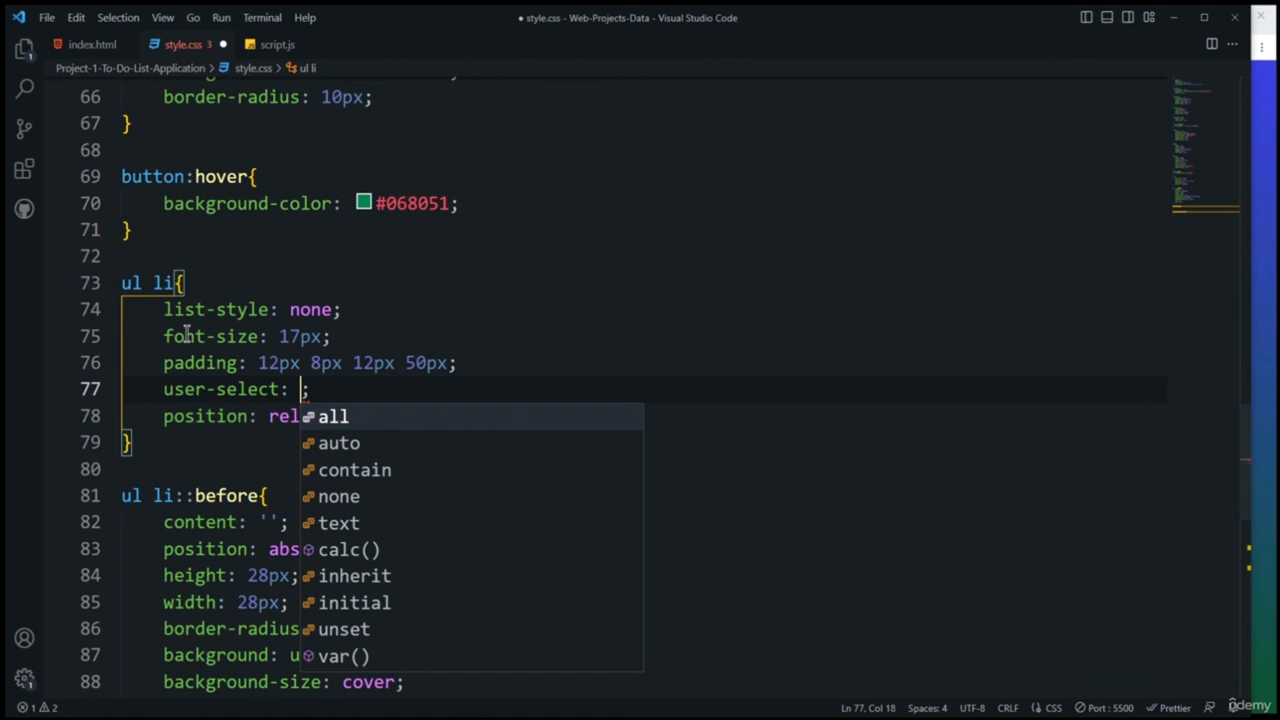 File Edit Selection View Go Run Terminal Help
● style.css - Web-Projects-Data - Visual Studio Code
index.html
style.css 3 ●
script.js
Project-1-To-Do-List-Application > style.css > ul li
66 border-radius: 10px;
67 }
68
69 button:hover{
70 background-color: #068051;
71 }
72
73 ul li{
74 list-style: none;
75 font-size: 17px;
76 padding: 12px 8px 12px 50px;
77 user-select: ;
78 position: rel
79 }
80
81 ul li::before{
82 content: '';
83 position: abs
84 height: 28px;
85 width: 28px;
86 border-radius
87 background: u
88 background-size: cover;
all
auto
contain
none
text
calc()
inherit
initial
unset
var()
1 2
Ln 77, Col 18 Spaces: 4 UTF-8 CRLF {} CSS Port : 5500 Prettier
udemy